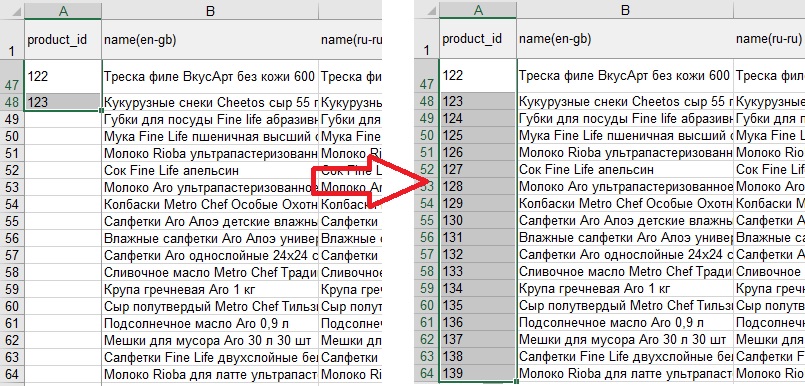 A B
1 product_id name(en-gb) name(ru-ru
47 122 Треска филе ВкусАрт без кожи 600 Треска фи
48 123 Кукурузные снеки Cheetos сыр 55 г Кукурузнь
49 Губки для посуды Fine life абразивн Губки для
50 Мука Fine Life пшеничная высший с Мука Fine
51 Молоко Rioba ультрапастеризованн Молоко Ri
52 Сок Fine Life апельсин Сок Fine L
53 Молоко Aro ультрапастеризованное Молоко Ar
54 Колбаски Metro Chef Особые Охотн Колбаск
55 Салфетки Aro Алоэ детские влажны Салфетки
56 Влажные салфетки Aro Алоэ универ Влажные
57 Салфетки Aro однослойные 24х24 с Салфетки
58 Сливочное масло Metro Chef Тради Сливочное
59 Крупа гречневая Aro 1 кг Крупа гре
60 Сыр полутвердый Metro Chef Тильз Сыр полу
61 Подсолнечное масло Aro 0,9 л Подсолне
62 Мешки для мусора Aro 30 л 30 шт Мешки дл
63 Салфетки Fine Life двухслойные бел Салфетки
64 Молоко Rioba для латте ультрапаст Молоко Ri
A B
1 product_id name(en-gb) name(ru-ru)
47 122 Треска филе ВкусАрт без кожи 600 Треска фи
48 123 Кукурузные снеки Cheetos сыр 55 г Кукурузнь
49 124 Губки для посуды Fine life абразивн Губки для
50 125 Мука Fine Life пшеничная высший с Мука Fine
51 126 Молоко Rioba ультрапастеризованн Молоко Ri
52 127 Сок Fine Life апельсин Сок Fine Li
53 128 Молоко Aro ультрапастеризованное Молоко Ar
54 129 Колбаски Metro Chef Особые Охотн Колбаски
55 130 Салфетки Aro Алоэ детские влажны Салфетки
56 131 Влажные салфетки Aro Алоэ универ Влажные
57 132 Салфетки Aro однослойные 24х24 с Салфетки
58 133 Сливочное масло Metro Chef Тради Сливочное
59 134 Крупа гречневая Aro 1 кг Крупа гре
60 135 Сыр полутвердый Metro Chef Тильз Сыр полу
61 136 Подсолнечное масло Aro 0,9 л Подсолне
62 137 Мешки для мусора Aro 30 л 30 шт Мешки дл
63 138 Салфетки Fine Life двухслойные бел Салфетки
64 139 Молоко Rioba для латте ультрапаст Молоко Ri